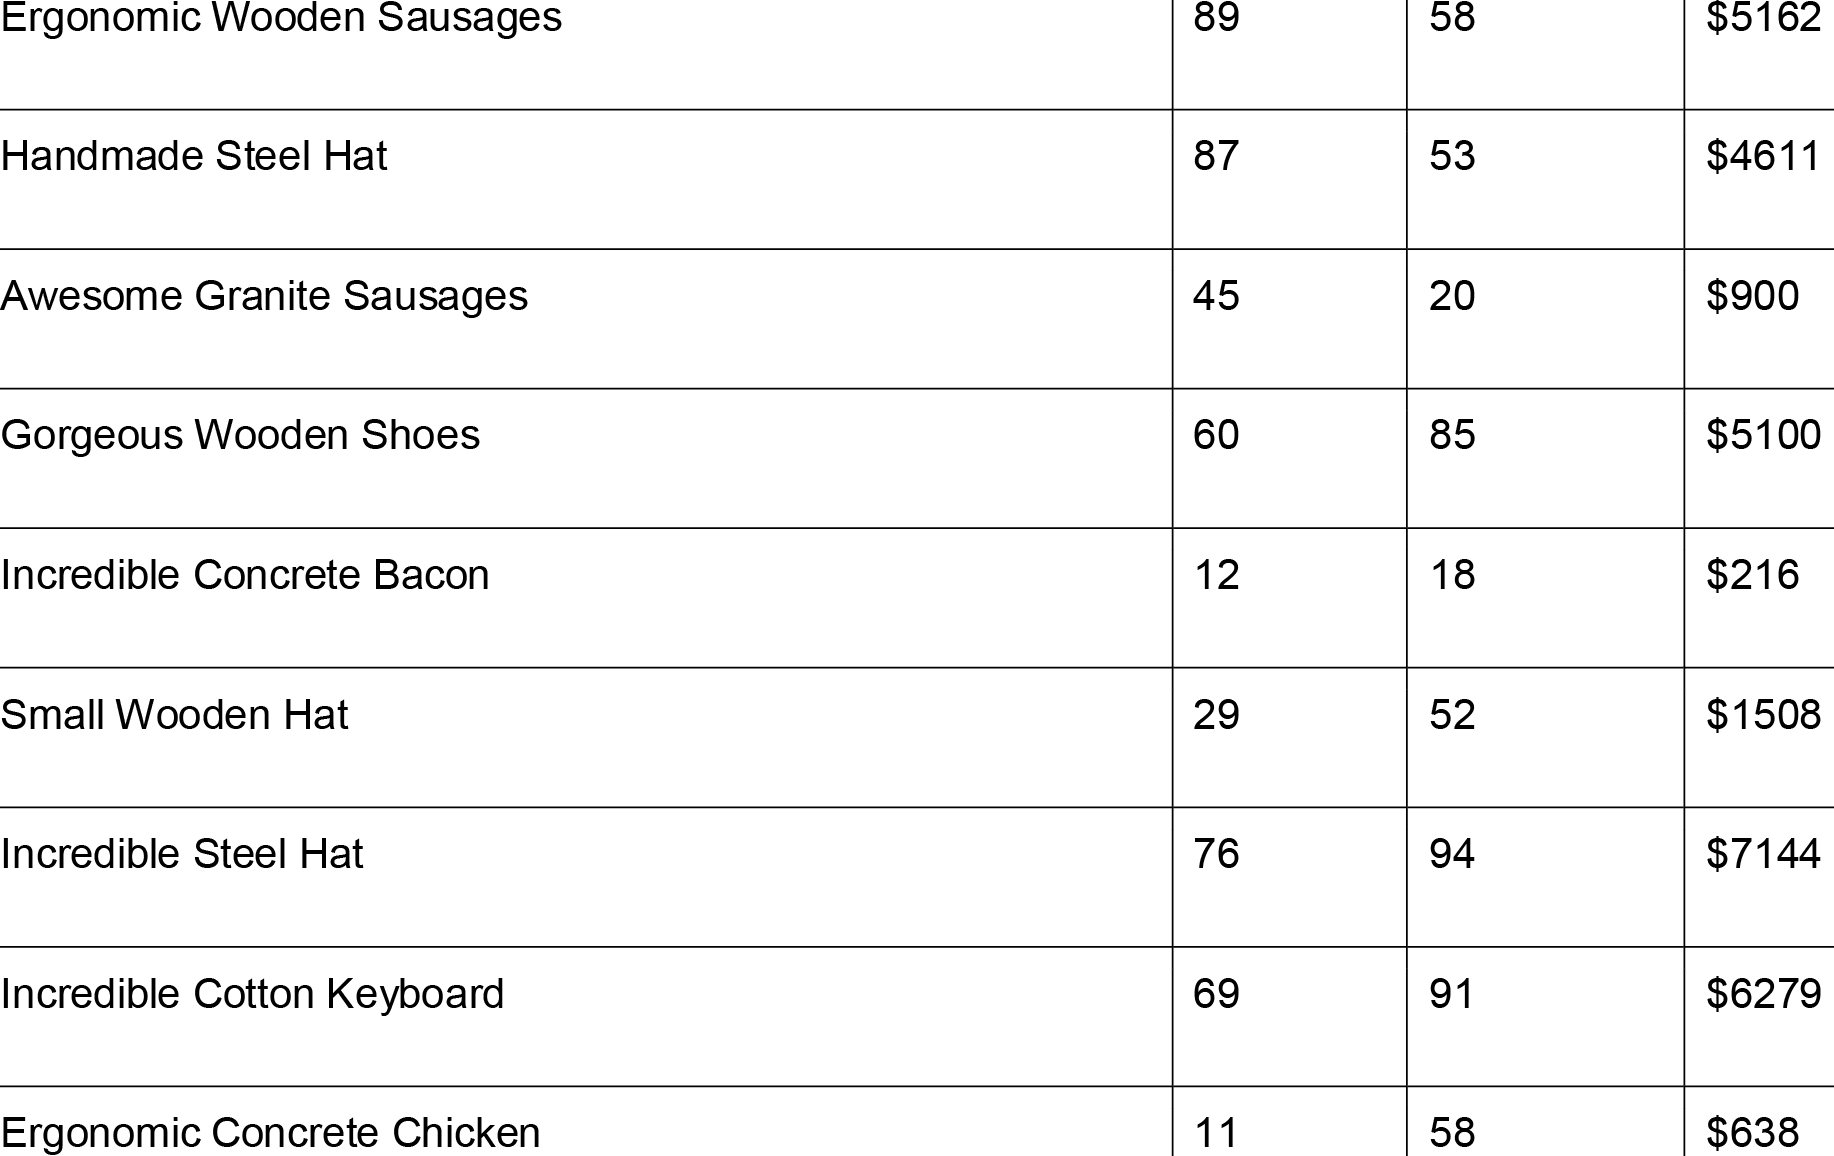 Ergonomic Wooden Sausages 89 58 $5162
Handmade Steel Hat 87 53 $4611
Awesome Granite Sausages 45 20 $900
Gorgeous Wooden Shoes 60 85 $5100
Incredible Concrete Bacon 12 18 $216
Small Wooden Hat 29 52 $1508
Incredible Steel Hat 76 94 $7144
Incredible Cotton Keyboard 69 91 $6279
Ergonomic Concrete Chicken 11 58 $638